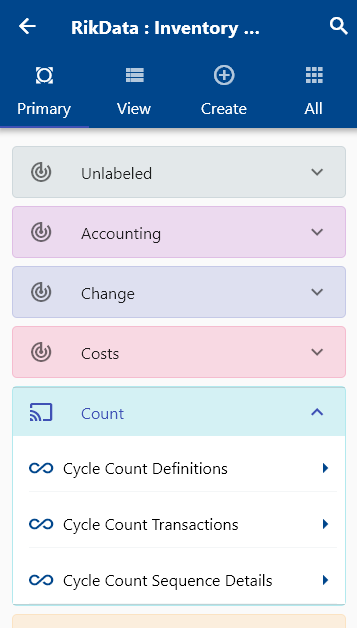 RikData : Inventory ...
Primary View Create All
Unlabeled
Accounting
Change
Costs
Count
Cycle Count Definitions
Cycle Count Transactions
Cycle Count Sequence Details